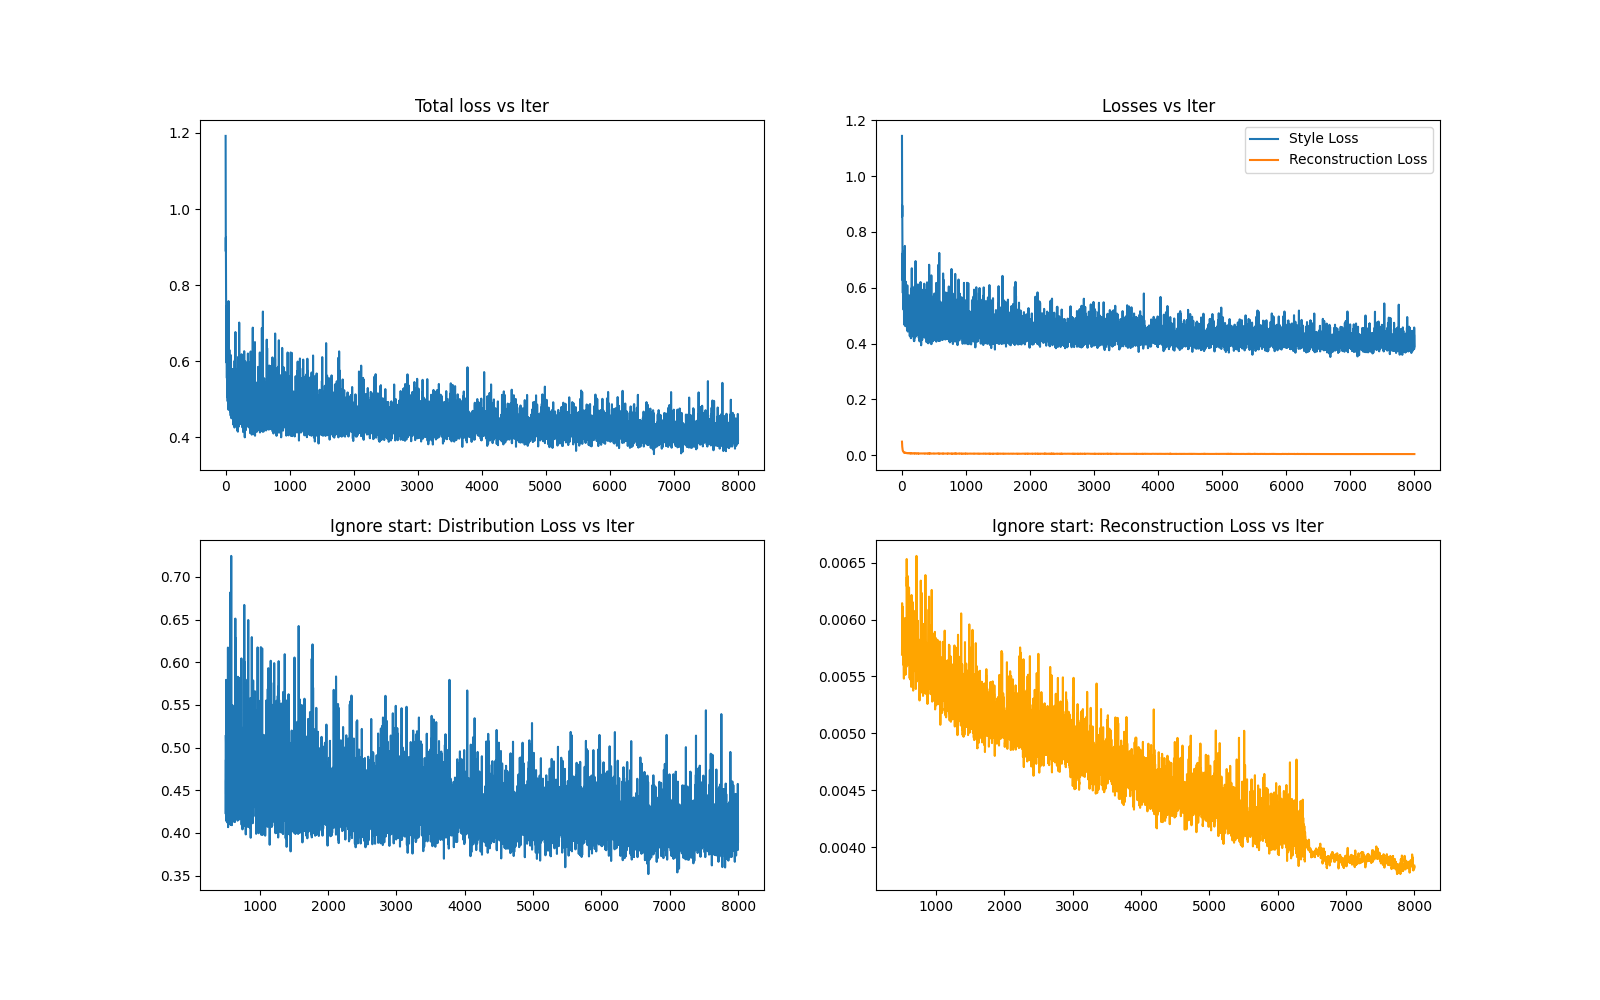 Total loss vs Iter
1.2
1.0
0.8
0.6
0.4
0 1000 2000 3000 4000 5000 6000 7000 8000
Losses vs Iter
Style Loss
Reconstruction Loss
1.2
1.0
0.8
0.6
0.4
0.2
0.0
0 1000 2000 3000 4000 5000 6000 7000 8000
Ignore start: Distribution Loss vs Iter
0.70
0.65
0.60
0.55
0.50
0.45
0.40
0.35
1000 2000 3000 4000 5000 6000 7000 8000
Ignore start: Reconstruction Loss vs Iter
0.0065
0.0060
0.0055
0.0050
0.0045
0.0040
1000 2000 3000 4000 5000 6000 7000 8000